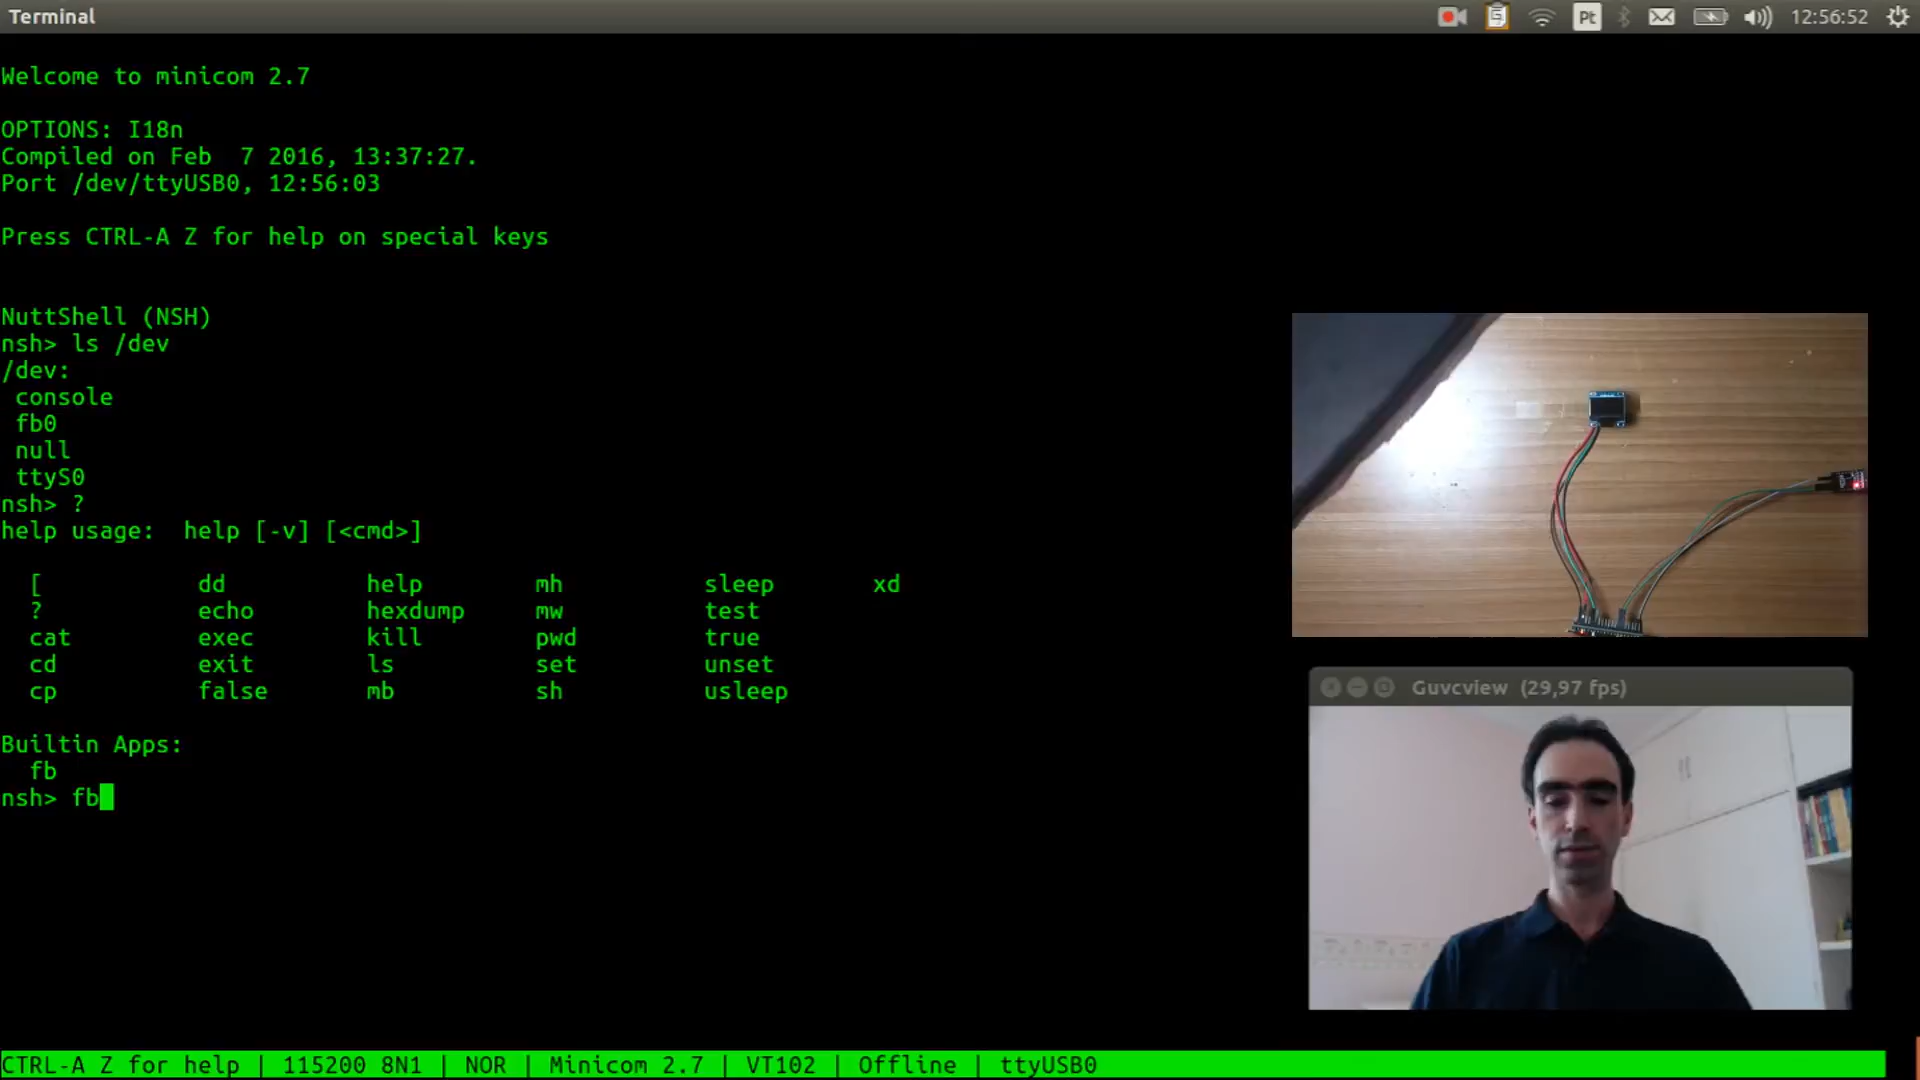 Terminal
Pt
12:56:52
Welcome to minicom 2.7
OPTIONS: I18n
Compiled on Feb  7 2016, 13:37:27.
Port /dev/ttyUSB0, 12:56:03
Press CTRL-A Z for help on special keys
NuttShell (NSH)
nsh> ls /dev
/dev:
console
fb0
null
ttyS0
nsh> ?
help usage:  help [-v] [<cmd>]
[ dd help mh sleep xd
? echo hexdump mw test
cat exec kill pwd true
cd exit ls set unset
cp false mb sh usleep
Builtin Apps:
fb
nsh> fb
Guvcview (29,97 fps)
CTRL-A Z for help | 115200 8N1 | NOR | Minicom 2.7 | VT102 | Offline | ttyUSB0